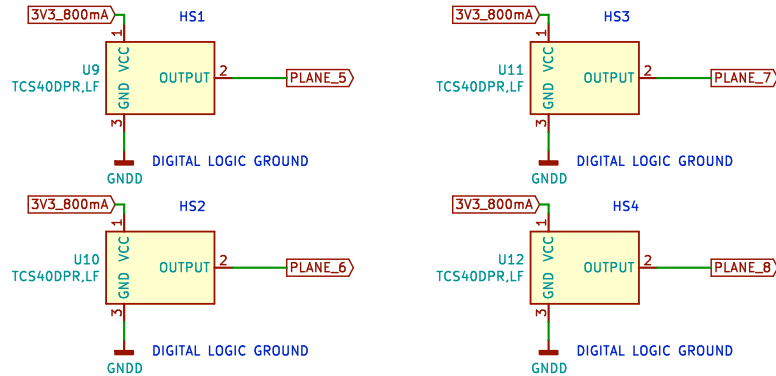 3V3_800mA
HS1
1
VCC
U9
TCS40DPR,LF
OUTPUT
2
PLANE_5
GND
3
DIGITAL LOGIC GROUND
GNDD
3V3_800mA
HS3
1
VCC
U11
TCS40DPR,LF
OUTPUT
2
PLANE_7
GND
3
DIGITAL LOGIC GROUND
GNDD
3V3_800mA
HS2
1
VCC
U10
TCS40DPR,LF
OUTPUT
2
PLANE_6
GND
3
DIGITAL LOGIC GROUND
GNDD
3V3_800mA
HS4
1
VCC
U12
TCS40DPR,LF
OUTPUT
2
PLANE_8
GND
3
DIGITAL LOGIC GROUND
GNDD